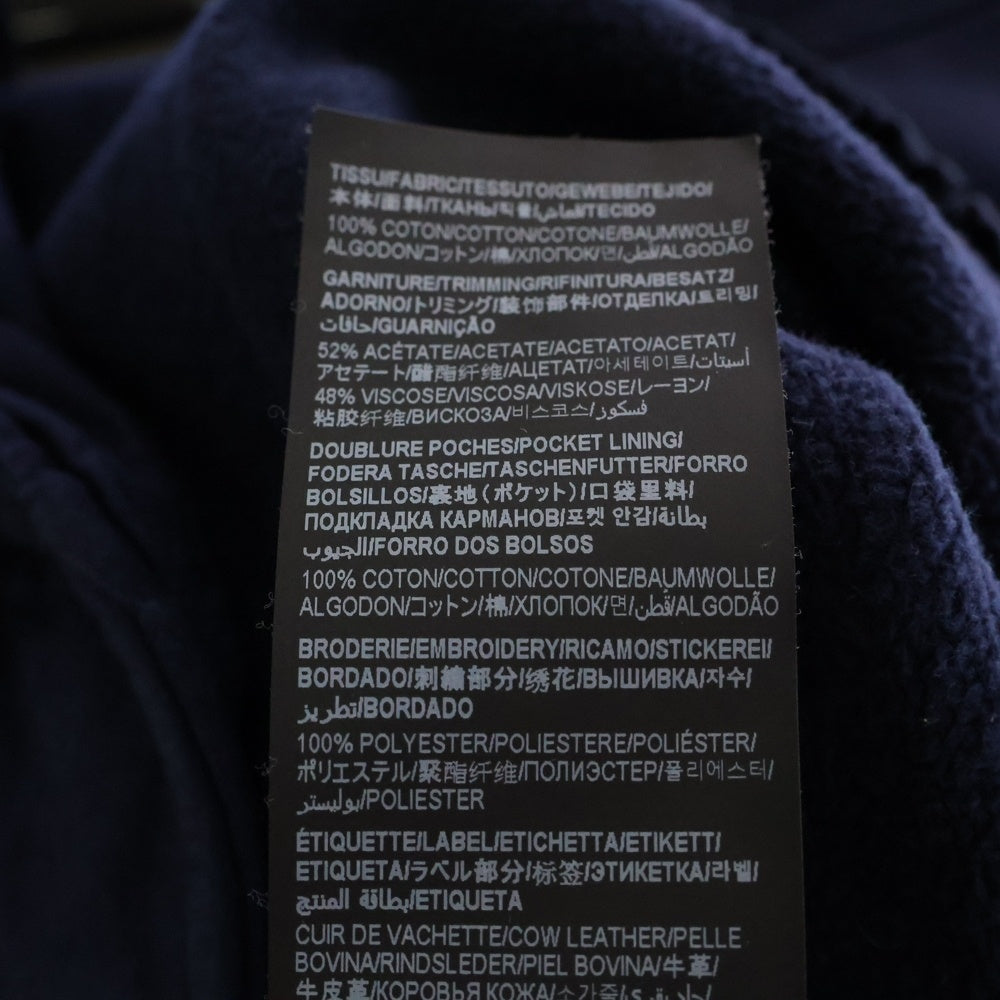 TISSU/FABRIC/TESSUTO/GEWEBE/TEJIDO/
本体/面料/ТКАНЬ/직물/القماش/TECIDO
100% COTON/COTTON/COTONE/BAUMWOLLE/
ALGODON/コットン/棉/ХЛОПОК/면/قطن/ALGODÃO
GARNITURE/TRIMMING/RIFINITURA/BESATZ/
ADORNO/トリミング/装饰部件/ОТДЕПКА/트리밍/
حافات/GUARNIÇÃO
52% ACÉTATE/ACETATE/ACETATO/ACETAT/
アセテート/醋酯纤维/АЦЕТАТ/아세테이트/أسيتات
48% VISCOSE/VISCOSA/VISKOSE/レーヨン/
粘胶纤维/ВИСКОЗА/비스코스/فسكوز
DOUBLURE POCHES/POCKET LINING/
FODERA TASCHE/TASCHENFUTTER/FORRO
BOLSILLOS/裏地(ポケット)/口袋里料/
ПОДКПАДКА КАРМАНОВ/포켓 안감/بطانة
الجيوب/FORRO DOS BOLSOS
100% COTON/COTTON/COTONE/BAUMWOLLE/
ALGODON/コットン/棉/ХЛОПОК/면/قطن/ALGODÃO
BRODERIE/EMBROIDERY/RICAMO/STICKEREI/
BORDADO/刺繍部分/绣花/ВЫШИВКА/자수/
تطريز/BORDADO
100% POLYESTER/POLIESTERE/POLIÉSTER/
ポリエステル/聚酯纤维/ПОЛИЭСТЕР/폴리에스터/
بوليستر/POLIESTER
ÉTIQUETTE/LABEL/ETICHETTA/ETIKETT/
ETIQUETA/ラベル部分/标签/ЭТИКЕТКА/라벨/
بطاقة المنتج/ETIQUETA
CUIR DE VACHETTE/COW LEATHER/PELLE
BOVINA/RINDSLEDER/PIEL BOVINA/牛革/
牛皮革/КОРОВЬЯ КОЖА/소가죽/